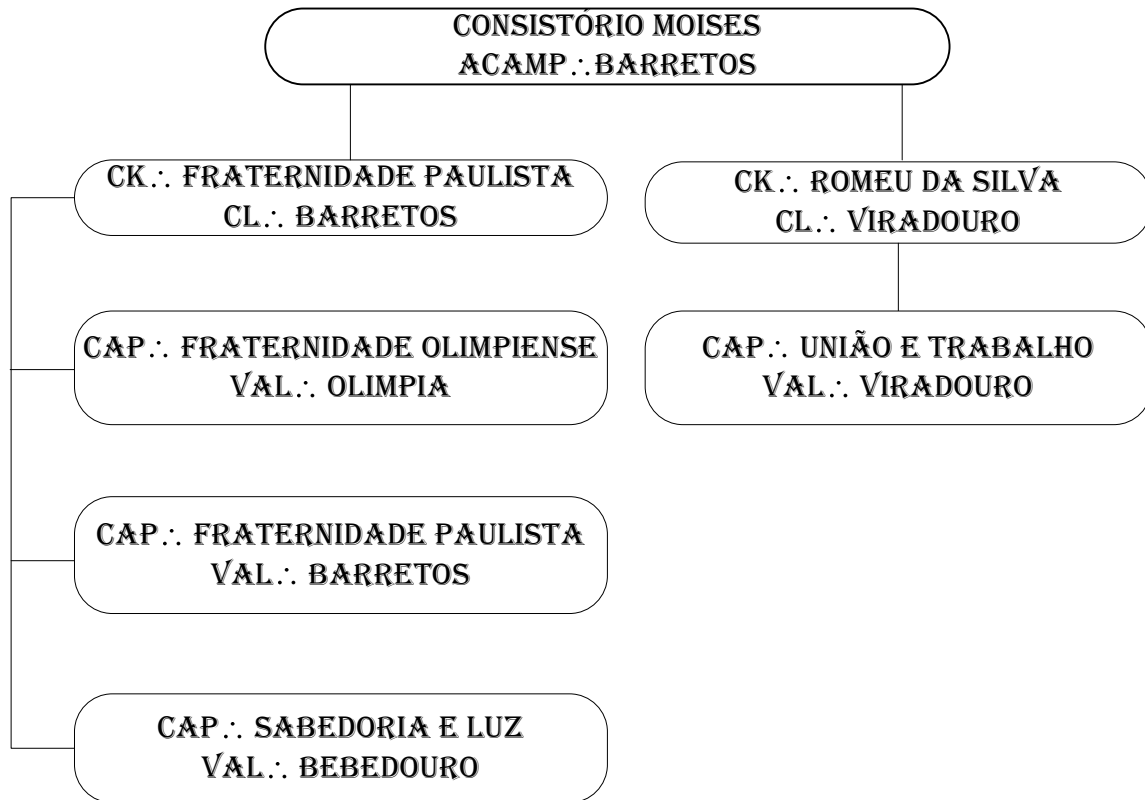 CONSISTÓRIO MOISES
ACAMP∴BARRETOS
CK∴ FRATERNIDADE PAULISTA
CL∴ BARRETOS
CK∴ ROMEU DA SILVA
CL∴ VIRADOURO
CAP∴ FRATERNIDADE OLIMPIENSE
VAL∴ OLIMPIA
CAP∴ UNIÃO E TRABALHO
VAL∴ VIRADOURO
CAP∴ FRATERNIDADE PAULISTA
VAL∴ BARRETOS
CAP∴ SABEDORIA E LUZ
VAL∴ BEBEDOURO